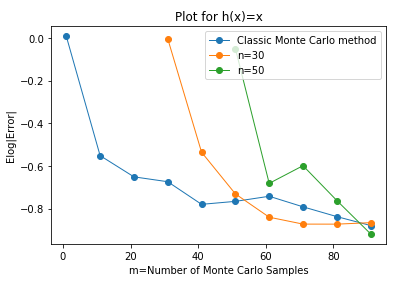 Plot for h(x)=x
Classic Monte Carlo method
n=30
n=50
Elog|Error|
0.0
−0.2
−0.4
−0.6
−0.8
0
20
40
60
80
m=Number of Monte Carlo Samples